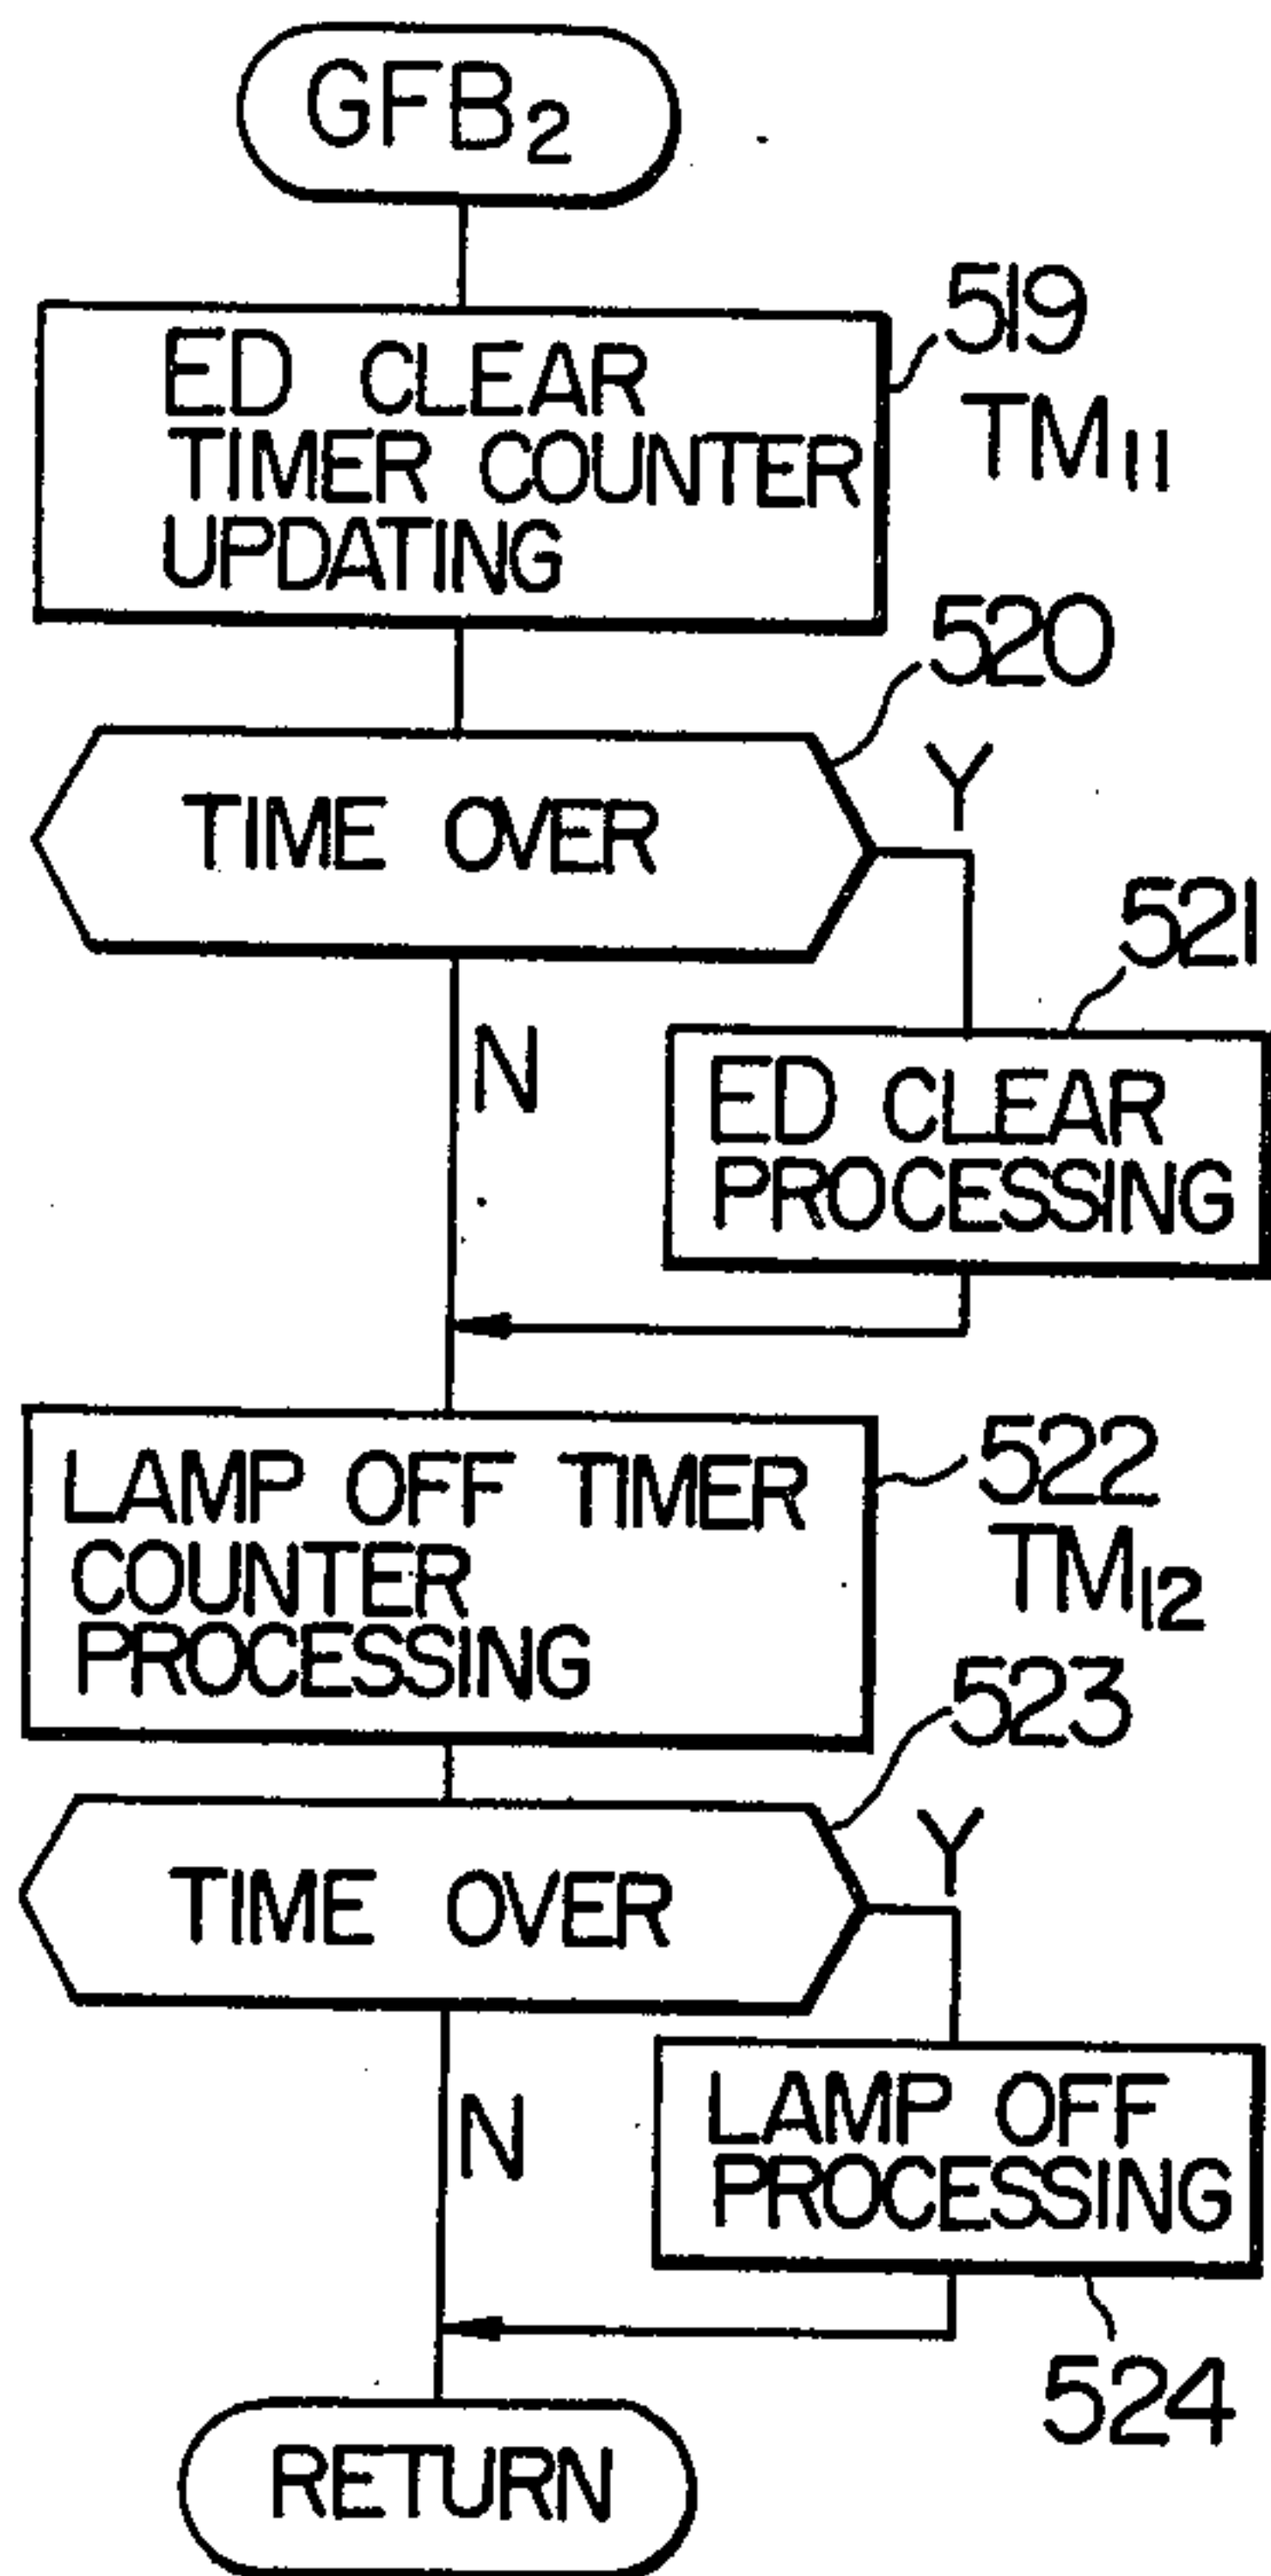 GFB₂
519
ED CLEAR
TIMER COUNTER
UPDATING
TM₁₁
520
TIME OVER
Y
521
N
ED CLEAR
PROCESSING
LAMP OFF TIMER
COUNTER
PROCESSING
522
TM₁₂
523
TIME OVER
Y
N
LAMP OFF
PROCESSING
524
RETURN